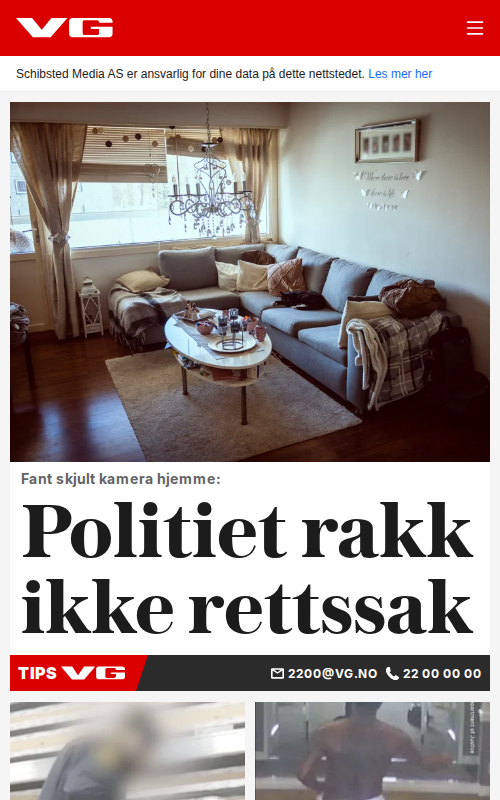 VG
Schibsted Media AS er ansvarlig for dine data på dette nettstedet. Les mer her
Fant skjult kamera hjemme:
Politiet rakk
ikke rettssak
TIPS VG
2200@VG.NO 22 00 00 00